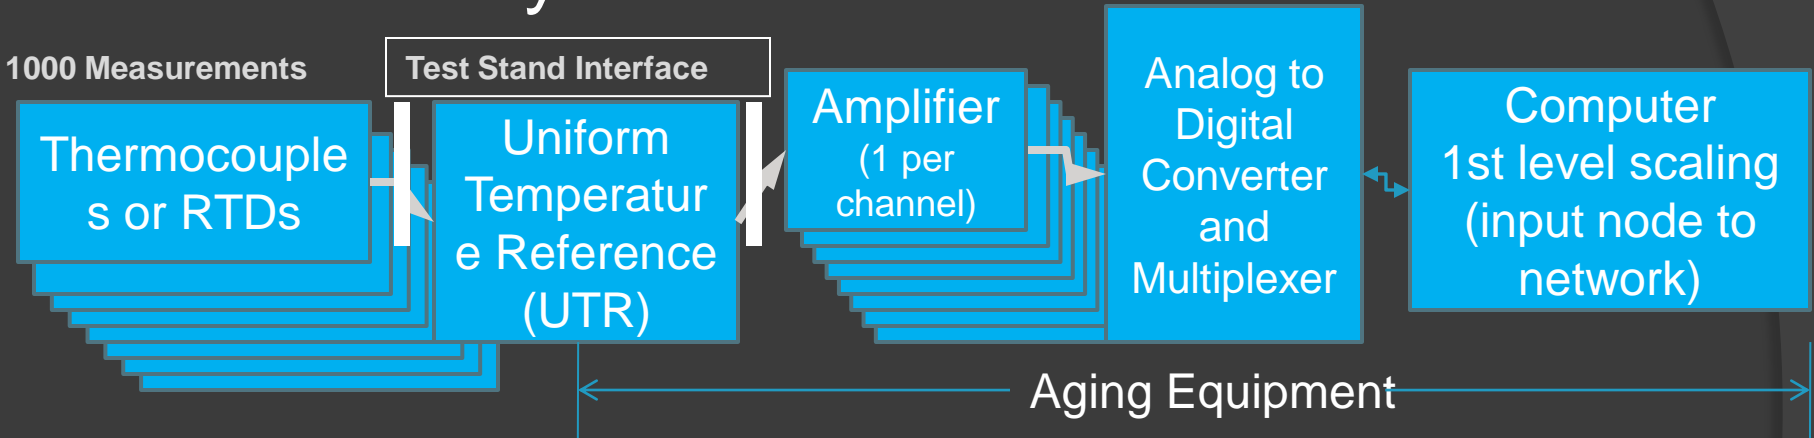 1000 Measurements
Test Stand Interface
Thermocouple
s or RTDs
Uniform
Temperatur
e Reference
(UTR)
Amplifier
(1 per
channel)
Analog to
Digital
Converter
and
Multiplexer
Computer
1st level scaling
(input node to
network)
Aging Equipment